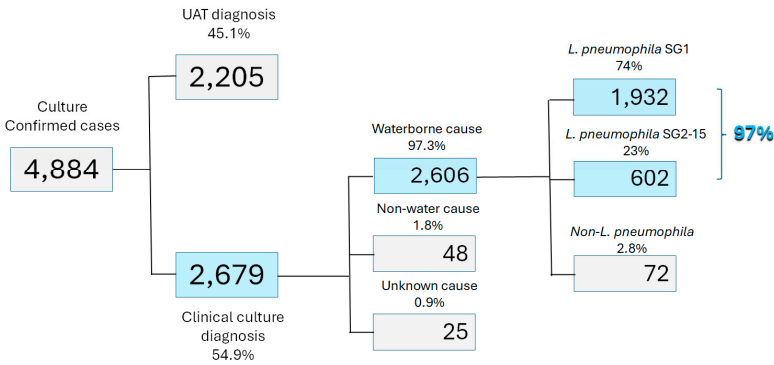 UAT diagnosis
45.1%
2,205
Culture
Confirmed cases
4,884
2,679
Clinical culture
diagnosis
54.9%
Waterborne cause
97.3%
2,606
Non-water cause
1.8%
48
Unknown cause
0.9%
25
L. pneumophila SG1
74%
1,932
L. pneumophila SG2-15
23%
602
97%
Non-L. pneumophila
2.8%
72